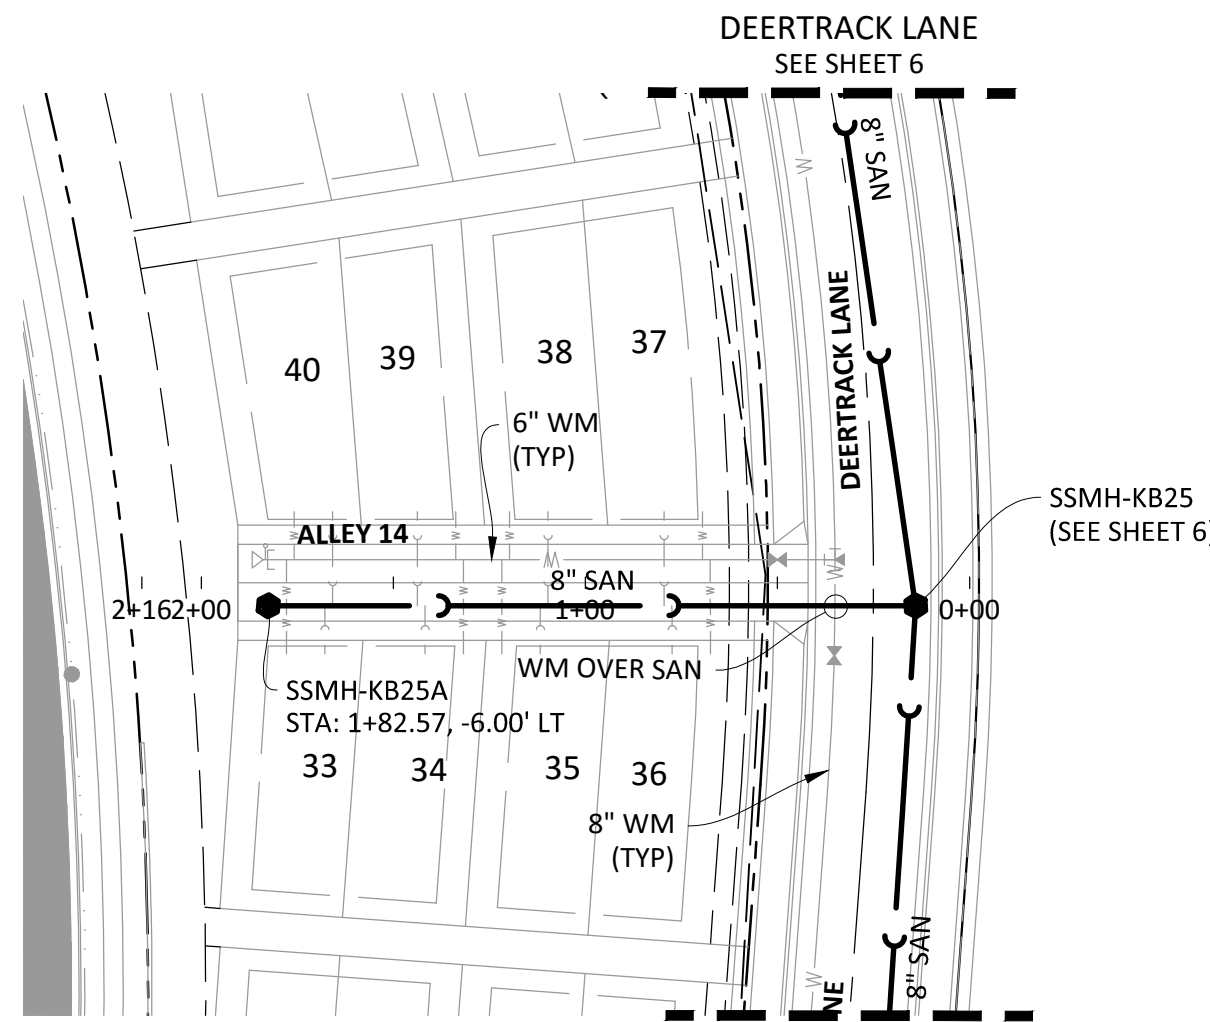 DEERTRACK LANE
SEE SHEET 6
8" SAN
DEERTRACK LANE
40
39
38
37
6" WM
(TYP)
SSMH-KB25
(SEE SHEET 6)
ALLEY 14
8" SAN
2+16
2+00
1+00
0+00
WM OVER SAN
SSMH-KB25A
STA: 1+82.57, -6.00' LT
33
34
35
36
8" WM
(TYP)
8" SAN
NE
W
W